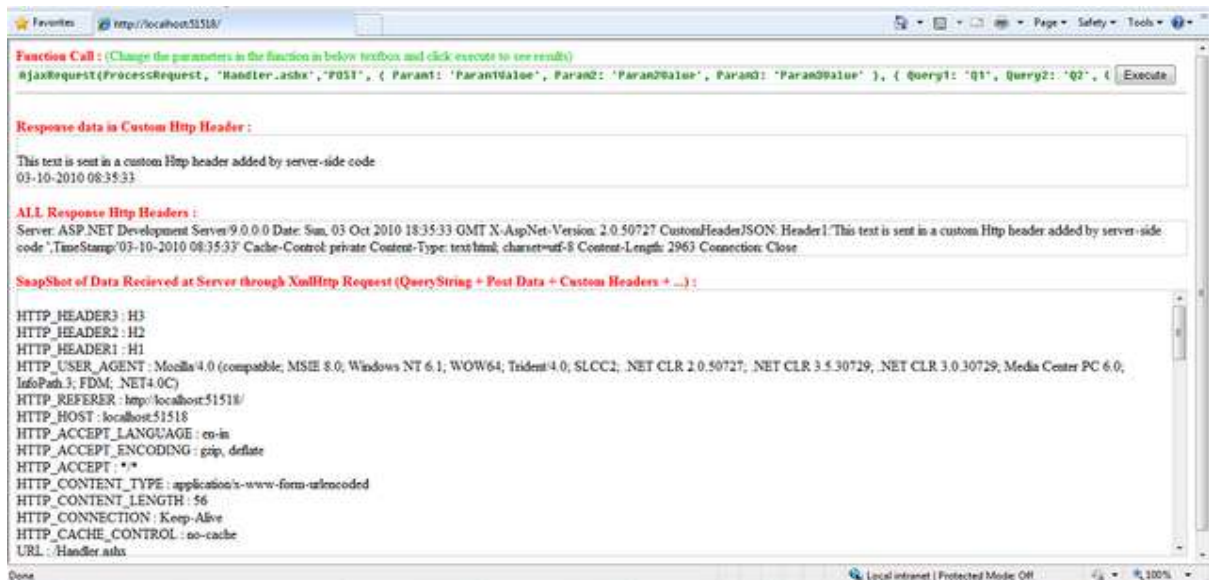 Favorites http://localhost:51518/ Page Safety Tools
Function Call : (Change the parameters in the function in below textbox and click execute to see results)
AjaxRequest(ProcessRequest, 'Handler.ashx','POST', { Param1: 'Param1Value', Param2: 'Param2Value', Param3: 'Param3Value' }, { Query1: 'Q1', Query2: 'Q2', { Execute
Response data in Custom Http Header :
This text is sent in a custom Http header added by server-side code
03-10-2010 08:35:33
ALL Response Http Headers :
Server: ASP.NET Development Server/9.0.0.0 Date: Sun, 03 Oct 2010 18:35:33 GMT X-AspNet-Version: 2.0.50727 CustomHeaderJSON: Header1:'This text is sent in a custom Http header added by server-side
code ',TimeStamp:'03-10-2010 08:35:33' Cache-Control: private Content-Type: text/html; charset=utf-8 Content-Length: 2963 Connection: Close
SnapShot of Data Recieved at Server through XmlHttp Request (QueryString + Post Data + Custom Headers + ...) :
HTTP_HEADER3 : H3
HTTP_HEADER2 : H2
HTTP_HEADER1 : H1
HTTP_USER_AGENT : Mozilla/4.0 (compatible; MSIE 8.0; Windows NT 6.1; WOW64; Trident/4.0; SLCC2; .NET CLR 2.0.50727; .NET CLR 3.5.30729; .NET CLR 3.0.30729; Media Center PC 6.0;
InfoPath.3; FDM; .NET4.0C)
HTTP_REFERER : http://localhost:51518/
HTTP_HOST : localhost:51518
HTTP_ACCEPT_LANGUAGE : en-in
HTTP_ACCEPT_ENCODING : gzip, deflate
HTTP_ACCEPT : */*
HTTP_CONTENT_TYPE : application/x-www-form-urlencoded
HTTP_CONTENT_LENGTH : 56
HTTP_CONNECTION : Keep-Alive
HTTP_CACHE_CONTROL : no-cache
URL : /Handler.ashx
Done Local intranet | Protected Mode: Off 100%